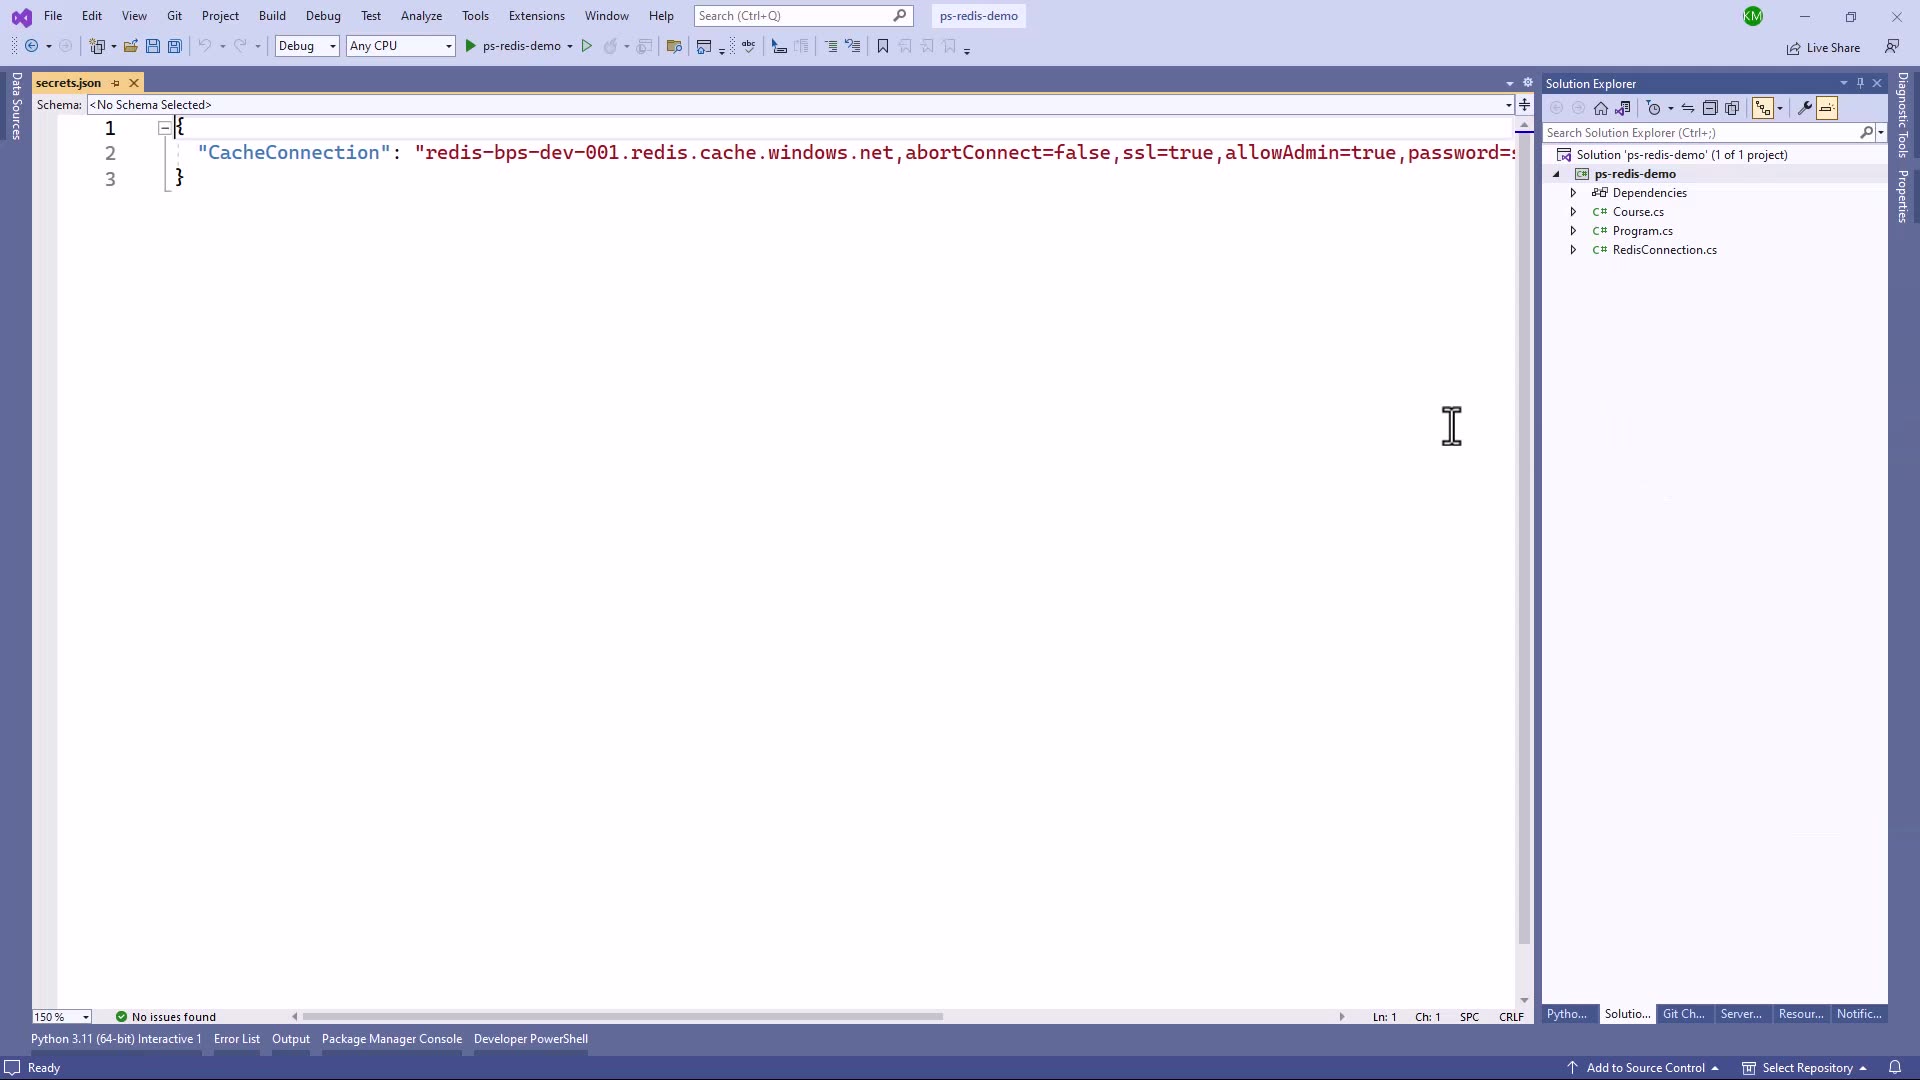 File Edit View Git Project Build Debug Test Analyze Tools Extensions Window Help Search (Ctrl+Q) ps-redis-demo KM
Debug Any CPU ps-redis-demo Live Share
secrets.json
Schema: <No Schema Selected>
1 {
2 "CacheConnection": "redis-bps-dev-001.redis.cache.windows.net,abortConnect=false,ssl=true,allowAdmin=true,password=
3 }
Data Sources
Solution Explorer
Search Solution Explorer (Ctrl+;)
Solution 'ps-redis-demo' (1 of 1 project)
C# ps-redis-demo
Dependencies
C# Course.cs
C# Program.cs
C# RedisConnection.cs
Diagnostic Tools
Properties
150 % No issues found Ln: 1 Ch: 1 SPC CRLF
Pytho... Solutio... Git Ch... Server... Resour... Notific...
Python 3.11 (64-bit) Interactive 1 Error List Output Package Manager Console Developer PowerShell
Ready Add to Source Control Select Repository